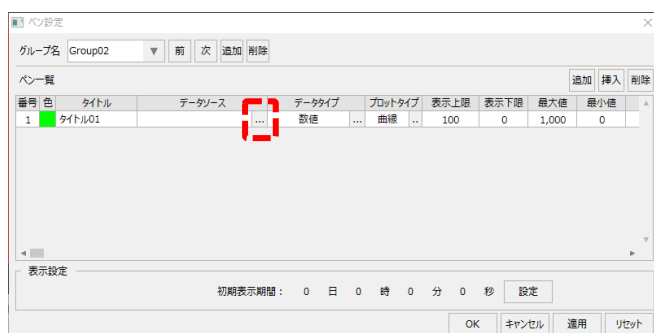 ペン設定
グループ名 Group02 前 次 追加 削除
ペン一覧 追加 挿入 削除
番号 色 タイトル データソース データタイプ プロットタイプ 表示上限 表示下限 最大値 最小値
1 タイトル01 ... 数値 ... 曲線 .. 100 0 1,000 0
表示設定
初期表示期間： 0 日 0 時 0 分 0 秒 設定
OK キャンセル 適用 リセット